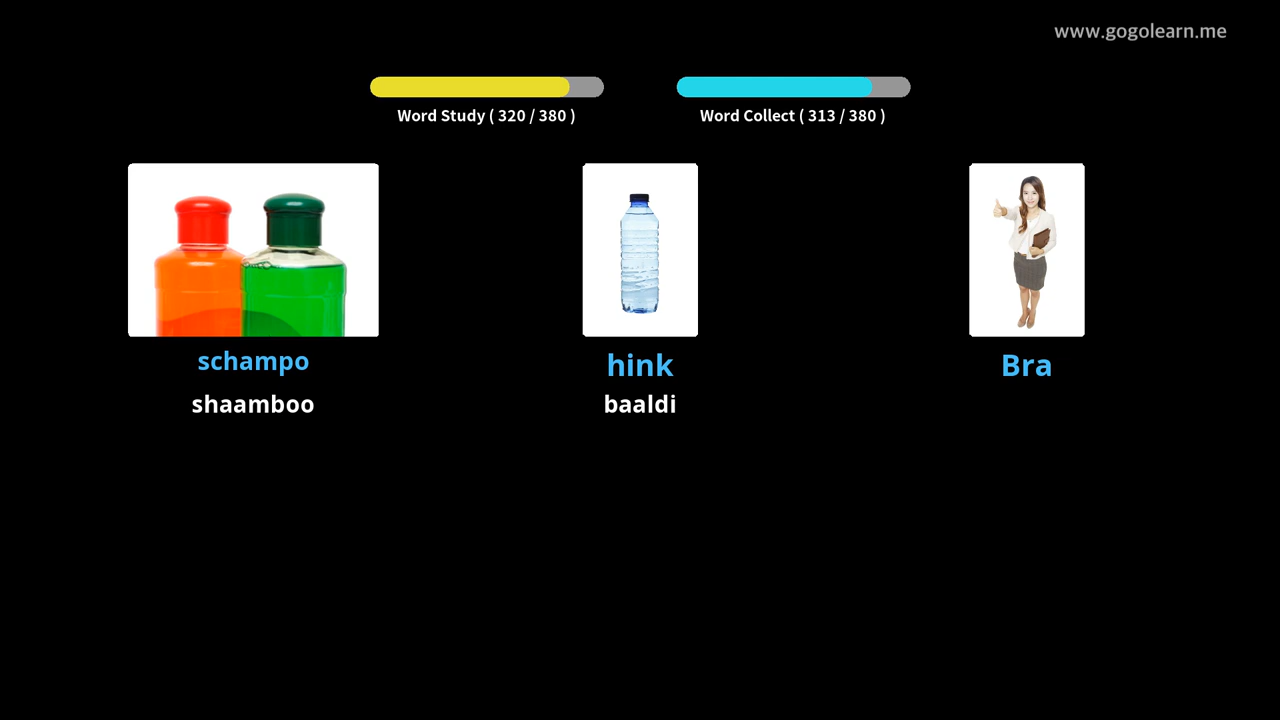 www.gogolearn.me
Word Study ( 320 / 380 )
Word Collect ( 313 / 380 )
schampo
hink
Bra
shaamboo
baaldi